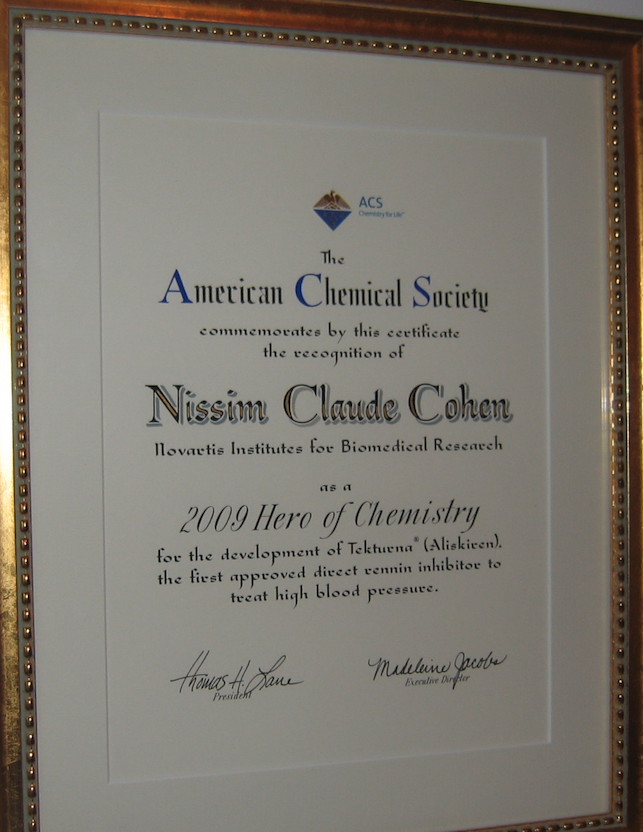 ACS
Chemistry for Life™
The
American Chemical Society
commemorates by this certificate
the recognition of
Nissim Claude Cohen
Novartis Institutes for Biomedical Research
as a
2009 Hero of Chemistry
for the development of Tekturna® (Aliskiren),
the first approved direct rennin inhibitor to
treat high blood pressure.
Thomas H. Lane
President
Madeleine Jacobs
Executive Director